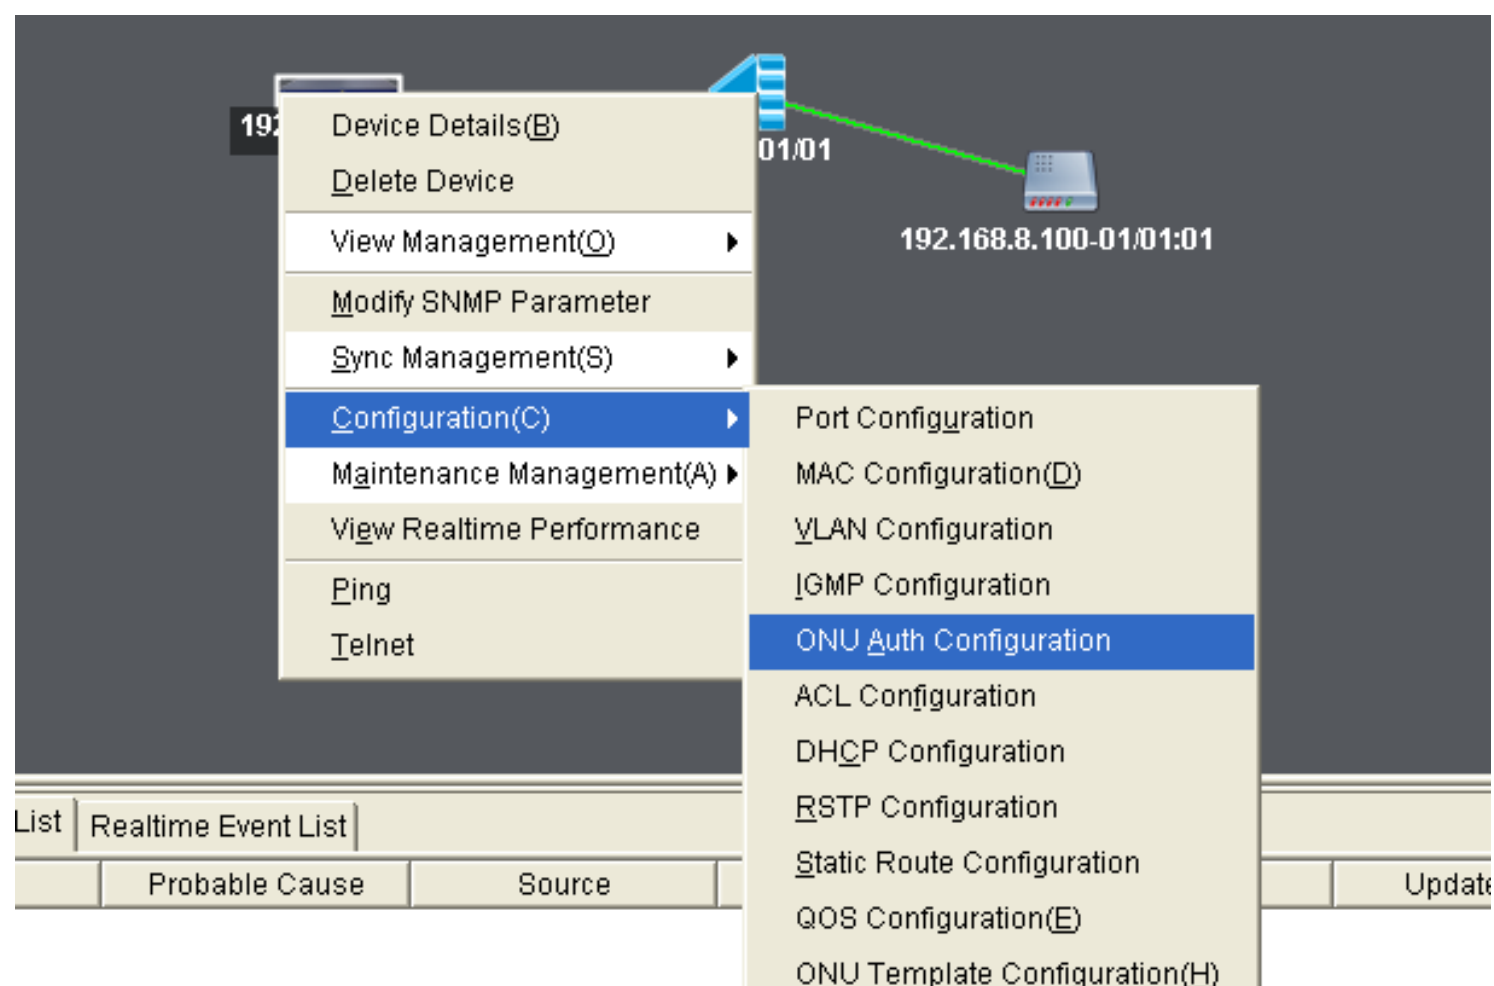 192
01/01
192.168.8.100-01/01:01
Device Details(B)
Delete Device
View Management(O)
Modify SNMP Parameter
Sync Management(S)
Configuration(C)
Maintenance Management(A)
View Realtime Performance
Ping
Telnet
Port Configuration
MAC Configuration(D)
VLAN Configuration
IGMP Configuration
ONU Auth Configuration
ACL Configuration
DHCP Configuration
RSTP Configuration
Static Route Configuration
QOS Configuration(E)
ONU Template Configuration(H)
List Realtime Event List
Probable Cause Source Update